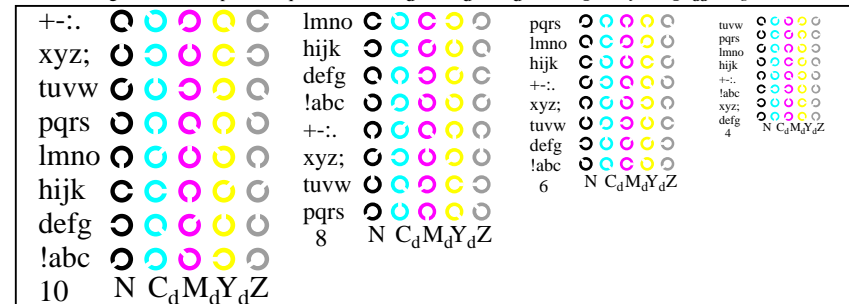 +-:.
xyz;
tuvw
pqrs
lmno
hijk
defg
!abc
10 N CdMdYdZ
lmno
hijk
defg
!abc
+-:.
xyz;
tuvw
pqrs
8 N CdMdYdZ
pqrs
lmno
hijk
+-:.
xyz;
tuvw
defg
!abc
6 N CdMdYdZ
tuvw
pqrs
lmno
hijk
+-:.
!abc
xyz;
defg
4 N CdMdYdZ